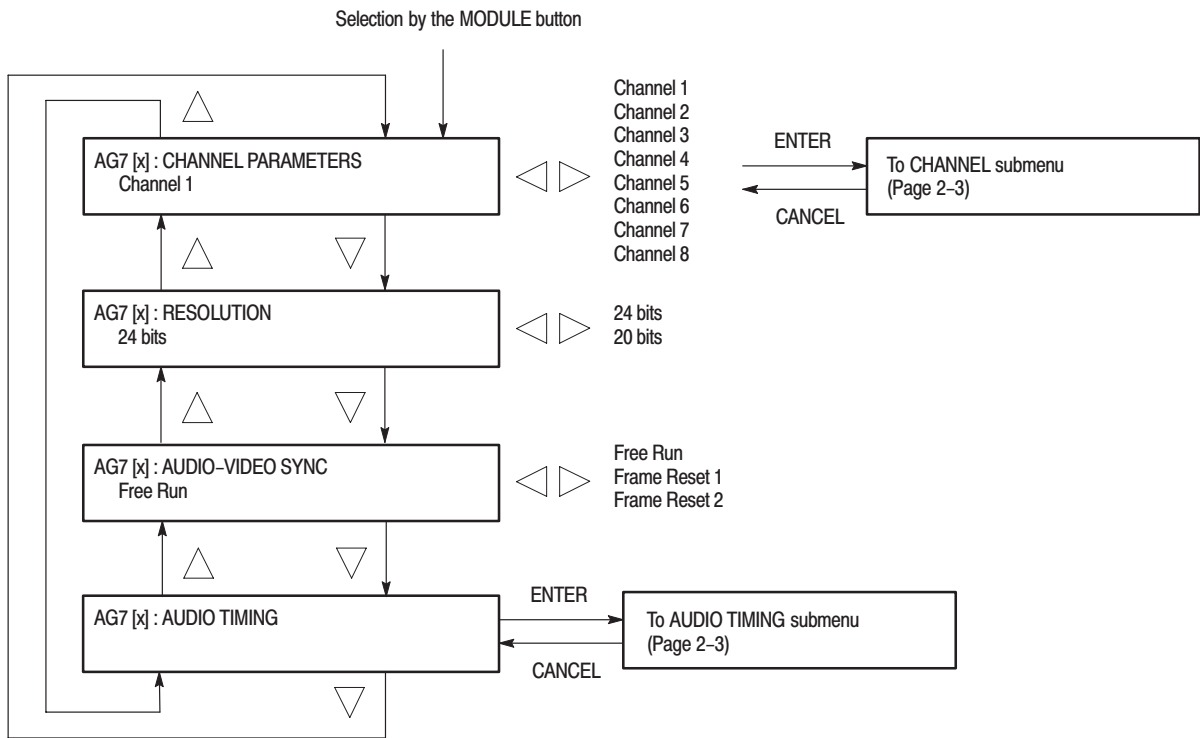 Selection by the MODULE button
AG7 [x] : CHANNEL PARAMETERS
Channel 1
Channel 1
Channel 2
Channel 3
Channel 4
Channel 5
Channel 6
Channel 7
Channel 8
ENTER
CANCEL
To CHANNEL submenu
(Page 2–3)
AG7 [x] : RESOLUTION
24 bits
24 bits
20 bits
AG7 [x] : AUDIO–VIDEO SYNC
Free Run
Free Run
Frame Reset 1
Frame Reset 2
AG7 [x] : AUDIO TIMING
ENTER
CANCEL
To AUDIO TIMING submenu
(Page 2–3)